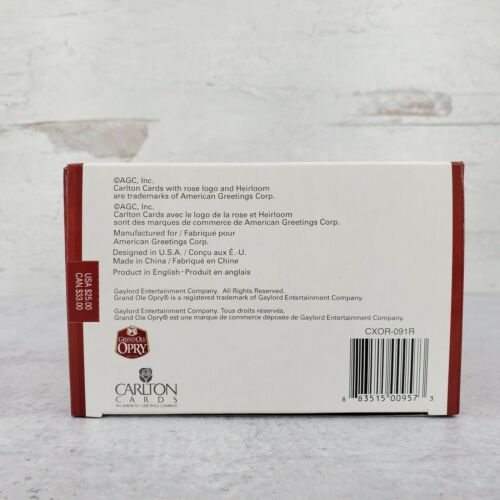 ©AGC, Inc.
Carlton Cards with rose logo and Heirloom
are trademarks of American Greetings Corp.
©AGC, Inc.
Carlton Cards avec le logo de la rose et Heirloom
sont des marques de commerce de American Greetings Corp.
Manufactured for / Fabriqué pour
American Greetings Corp.
Designed in U.S.A. / Conçu aux É.-U.
Made in China / Fabriqué en Chine
Product in English · Produit en anglais
USA $25.00
CAN $33.00
Gaylord Entertainment Company. All Rights Reserved.
Grand Ole Opry® is a registered trademark of Gaylord Entertainment Company.
Gaylord Entertainment Company. Tous droits réservés.
Grand Ole Opry® est une marque de commerce déposée de Gaylord Entertainment Company.
GRAND OLE
OPRY
CXOR-091R
CARLTON
CARDS
AN AMERICAN GREETINGS COMPANY
8 83515 00957 3